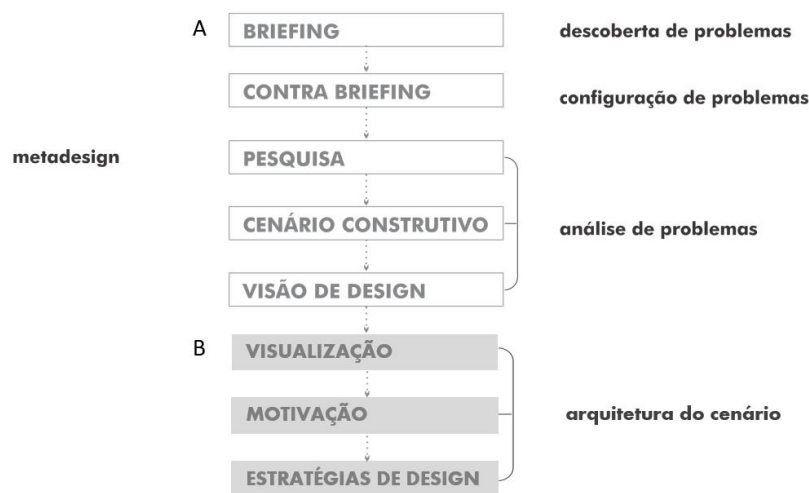 A BRIEFING descoberta de problemas
CONTRA BRIEFING configuração de problemas
metadesign PESQUISA
CENÁRIO CONSTRUTIVO análise de problemas
VISÃO DE DESIGN
B VISUALIZAÇÃO
MOTIVAÇÃO arquitetura do cenário
ESTRATÉGIAS DE DESIGN